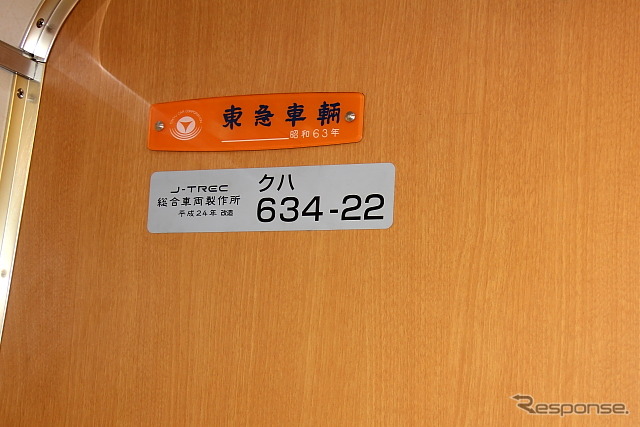 東急車輛
昭和63年
J-TREC
総合車両製作所
平成24年 改造
クハ
634-22
Response.